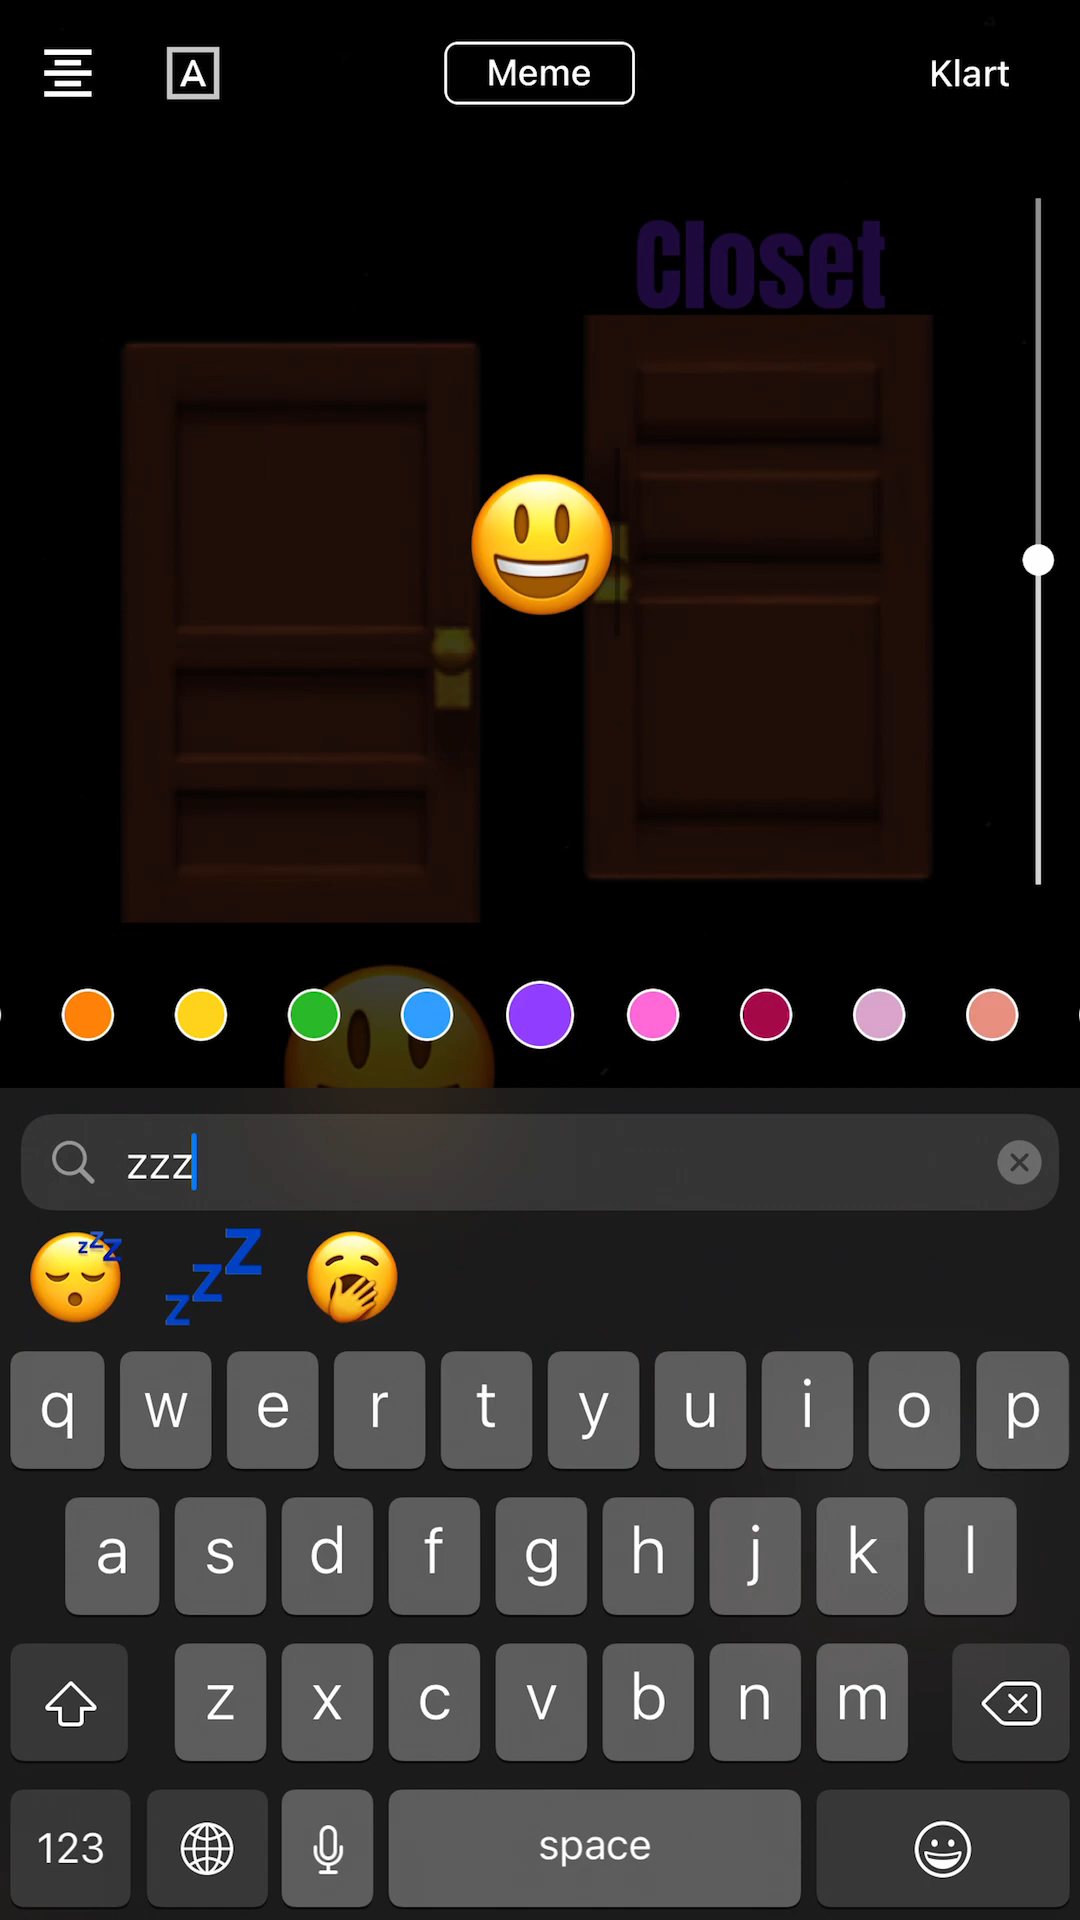 A Meme Klart
Closet
zzz
q w e r t y u i o p
a s d f g h j k l
z x c v b n m
123 space